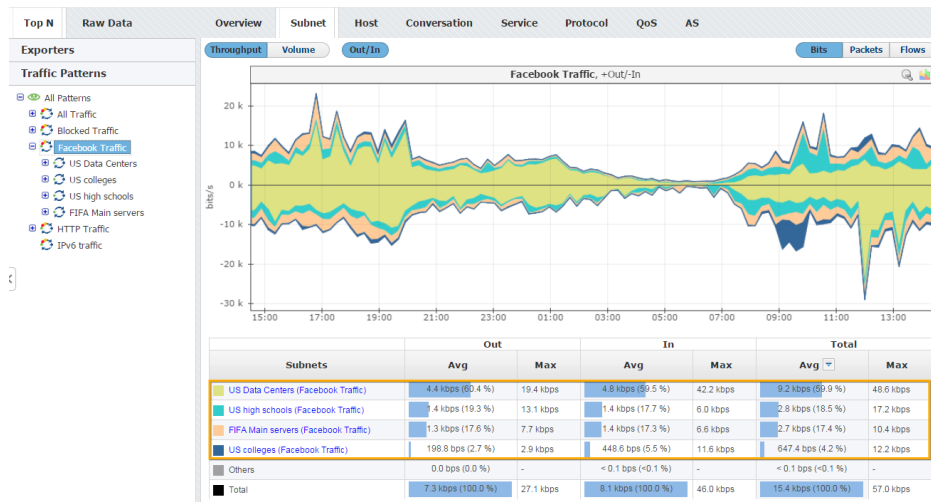 Top N Raw Data Overview Subnet Host Conversation Service Protocol QoS AS
Exporters
Traffic Patterns
All Patterns
All Traffic
Blocked Traffic
Facebook Traffic
US Data Centers
US colleges
US high schools
FIFA Main servers
HTTP Traffic
IPv6 traffic
Throughput Volume Out/In Bits Packets Flows
Facebook Traffic, +Out/-In
bits/s
20 k
10 k
0 k
-10 k
-20 k
-30 k
15:00 17:00 19:00 21:00 23:00 01:00 03:00 05:00 07:00 09:00 11:00 13:00
Out In Total
Subnets Avg Max Avg Max Avg Max
US Data Centers (Facebook Traffic) 4.4 kbps (60.4 %) 19.4 kbps 4.8 kbps (59.5 %) 42.2 kbps 9.2 kbps (59.9 %) 48.6 kbps
US high schools (Facebook Traffic) 1.4 kbps (19.3 %) 13.1 kbps 1.4 kbps (17.7 %) 6.0 kbps 2.8 kbps (18.5 %) 17.2 kbps
FIFA Main servers (Facebook Traffic) 1.3 kbps (17.6 %) 7.7 kbps 1.4 kbps (17.3 %) 6.6 kbps 2.7 kbps (17.4 %) 10.4 kbps
US colleges (Facebook Traffic) 198.8 bps (2.7 %) 2.9 kbps 448.6 bps (5.5 %) 11.6 kbps 647.4 bps (4.2 %) 12.2 kbps
Others 0.0 bps (0.0 %) - < 0.1 bps (<0.1 %) - < 0.1 bps (<0.1 %) -
Total 7.3 kbps (100.0 %) 27.1 kbps 8.1 kbps (100.0 %) 46.0 kbps 15.4 kbps (100.0 %) 57.0 kbps